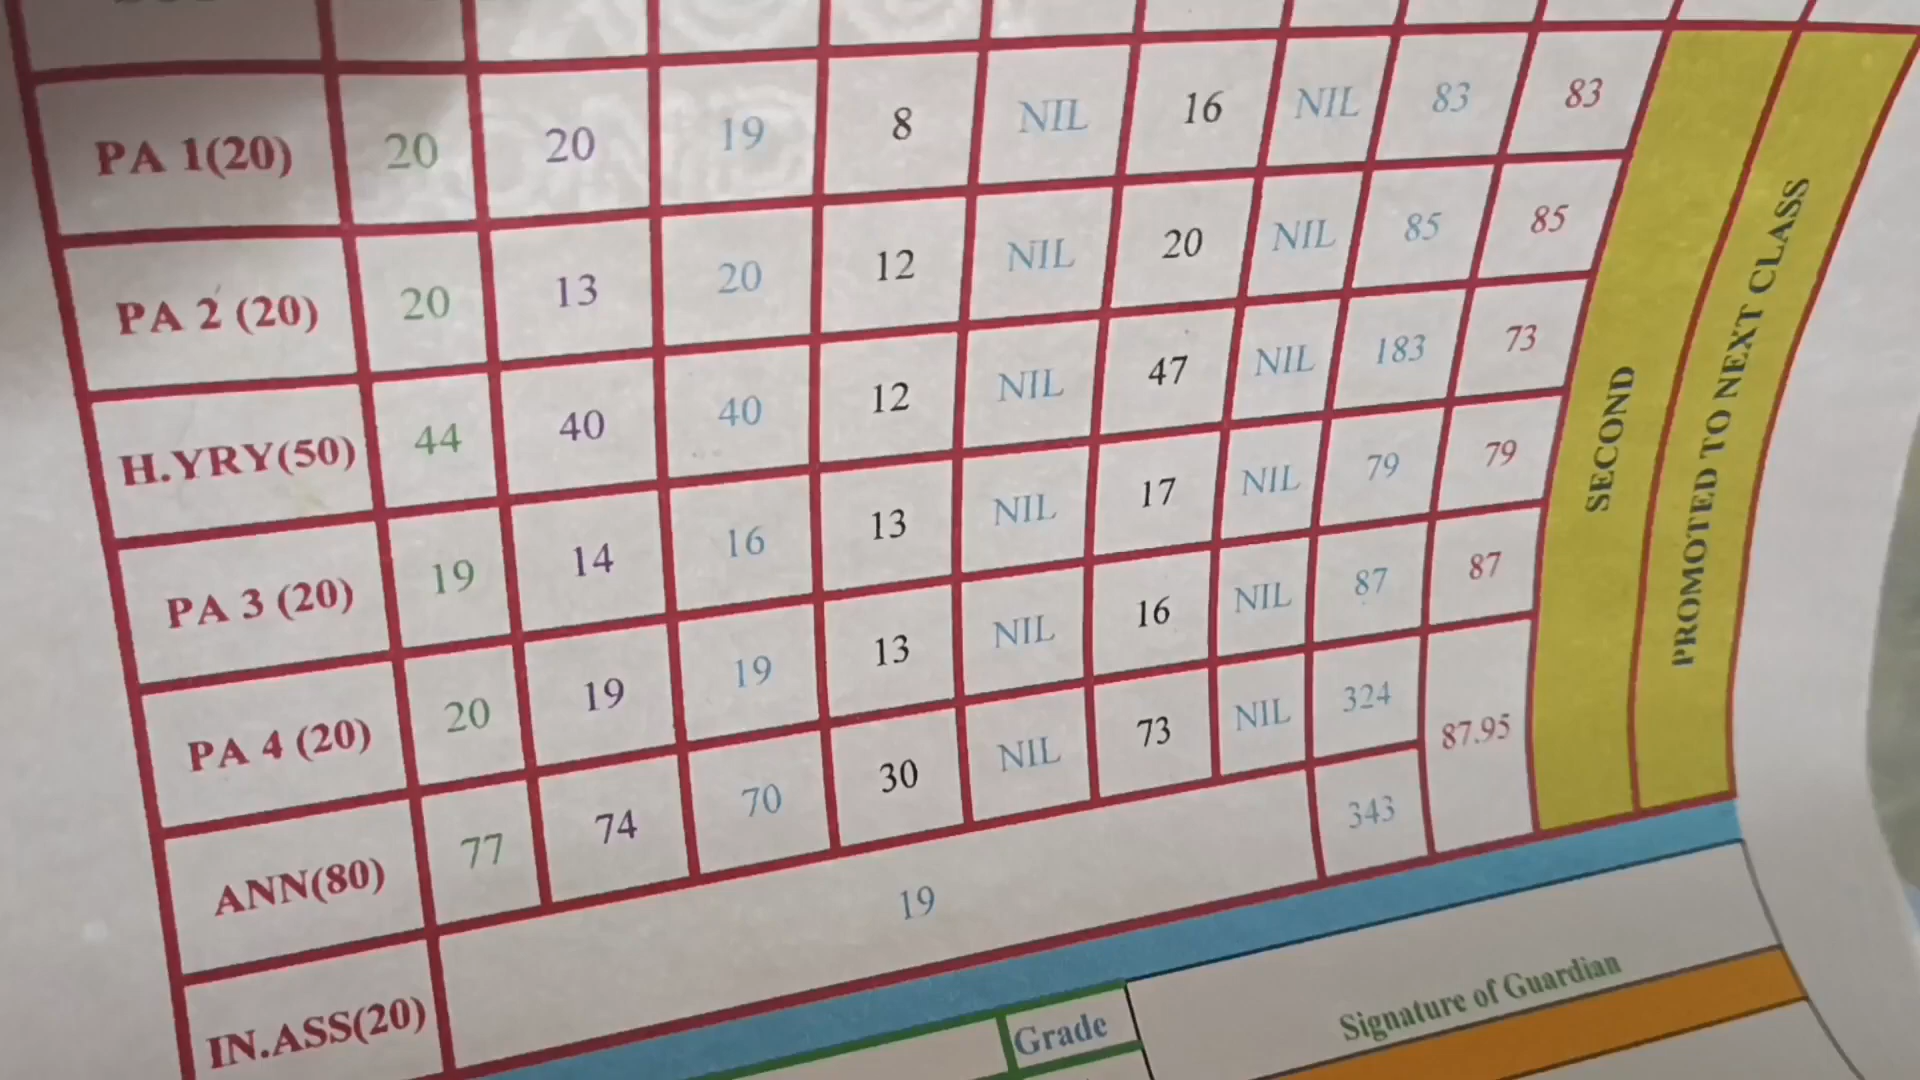 PA 1(20) 20 20 19 8 NIL 16 NIL 83 83
PA 2 (20) 20 13 20 12 NIL 20 NIL 85 85
H.YRY(50) 44 40 40 12 NIL 47 NIL 183 73
PA 3 (20) 19 14 16 13 NIL 17 NIL 79 79
PA 4 (20) 20 19 19 13 NIL 16 NIL 87 87
ANN(80) 77 74 70 30 NIL 73 NIL 324 87.95
IN.ASS(20) 19 343
SECOND
PROMOTED TO NEXT CLASS
Grade
Signature of Guardian